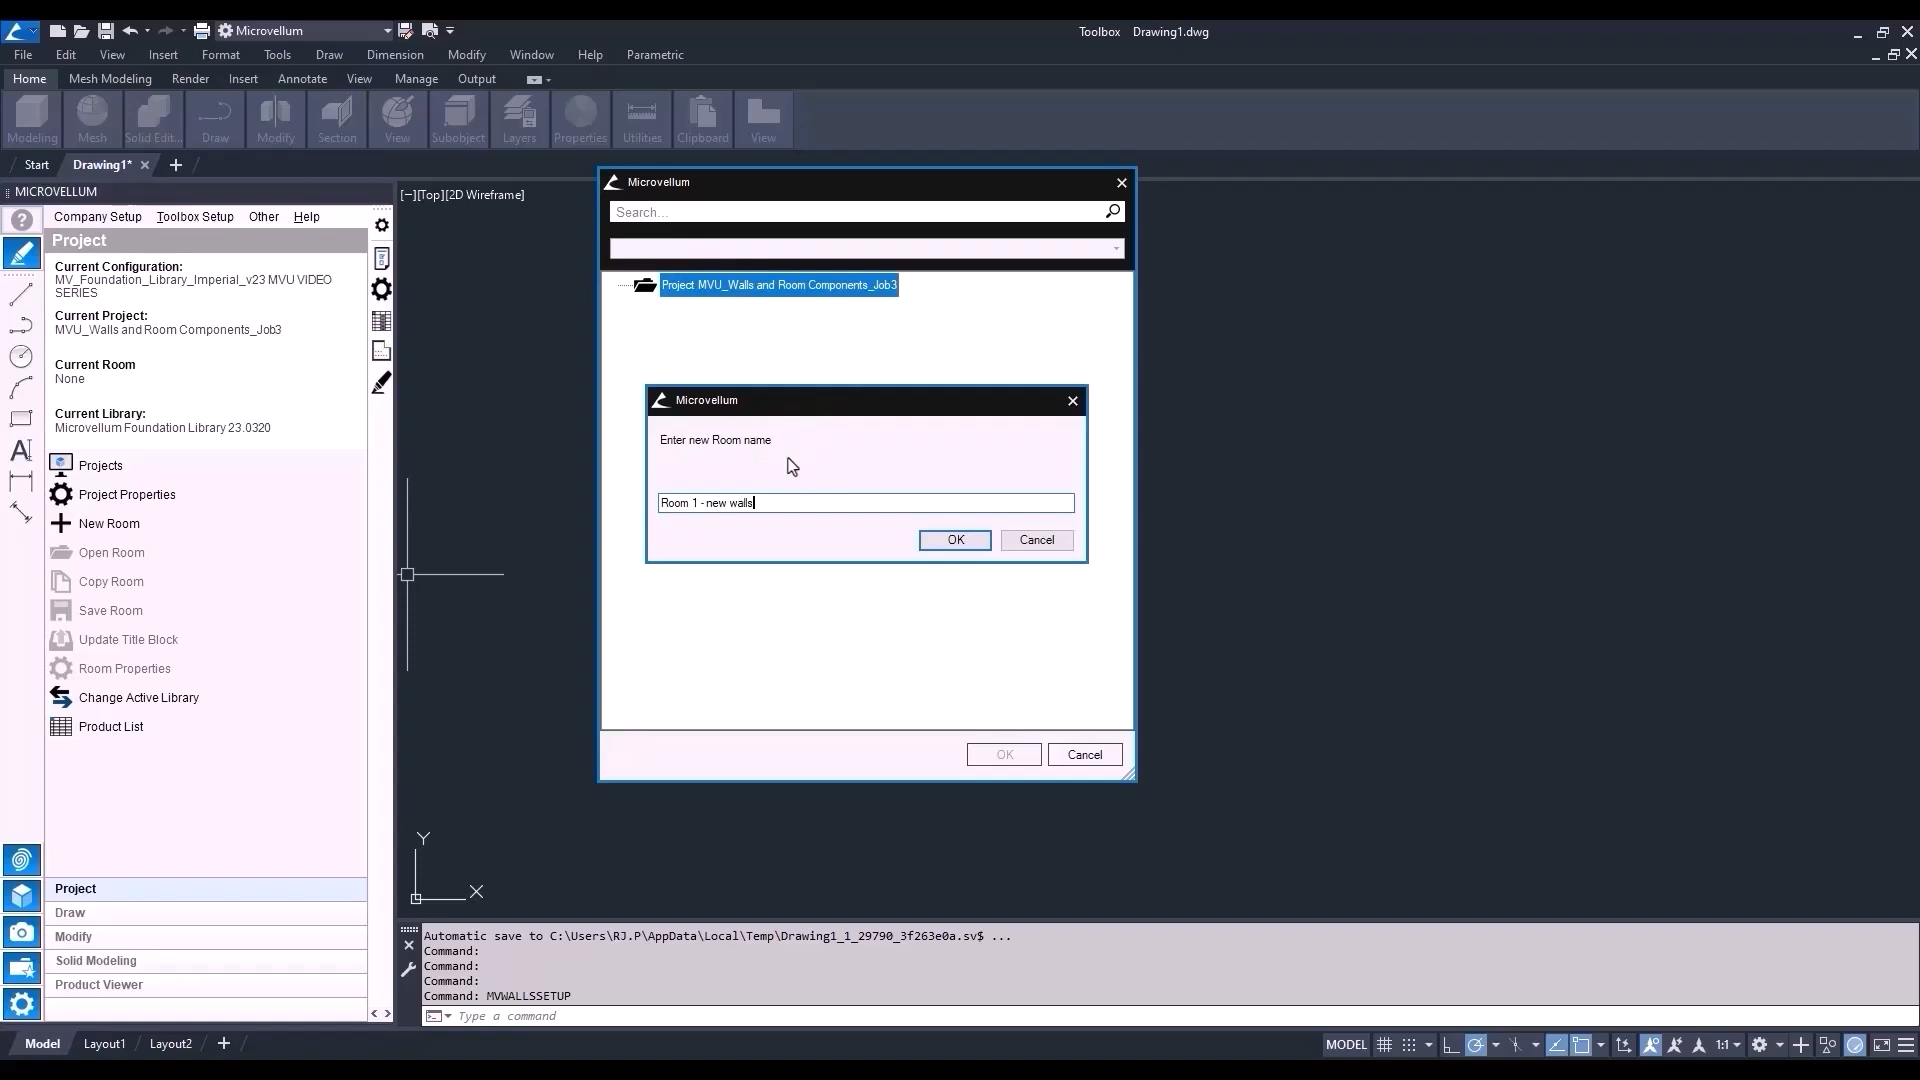 Microvellum
Toolbox Drawing1.dwg
File Edit View Insert Format Tools Draw Dimension Modify Window Help Parametric
Home Mesh Modeling Render Insert Annotate View Manage Output
Modeling Mesh Solid Edit... Draw Modify Section View Subobject Layers Properties Utilities Clipboard View
Start Drawing1*
MICROVELLUM
[−][Top][2D Wireframe]
Company Setup Toolbox Setup Other Help
Project
Current Configuration:
MV_Foundation_Library_Imperial_v23 MVU VIDEO
SERIES
Current Project:
MVU_Walls and Room Components_Job3
Current Room
None
Current Library:
Microvellum Foundation Library 23.0320
Projects
Project Properties
New Room
Open Room
Copy Room
Save Room
Update Title Block
Room Properties
Change Active Library
Product List
Project
Draw
Modify
Solid Modeling
Product Viewer
Microvellum
Search...
Project MVU_Walls and Room Components_Job3
Microvellum
Enter new Room name
Room 1 - new walls
OK Cancel
OK Cancel
Y
X
Automatic save to C:\Users\RJ.P\AppData\Local\Temp\Drawing1_1_29790_3f263e0a.sv$ ...
Command:
Command:
Command:
Command: MVWALLSSETUP
Type a command
Model Layout1 Layout2
MODEL 1:1